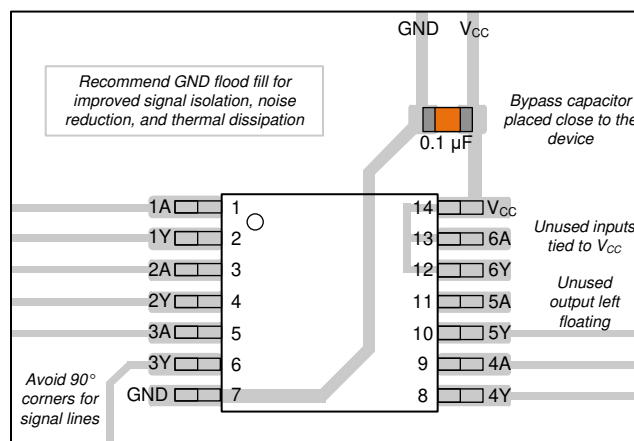 GND VCC
Recommend GND flood fill for
improved signal isolation, noise
reduction, and thermal dissipation
Bypass capacitor
placed close to the
device
0.1 µF
1A 1 14 VCC
1Y 2 13 6A
2A 3 12 6Y
2Y 4 11 5A
3A 5 10 5Y
3Y 6 9 4A
GND 7 8 4Y
Unused inputs
tied to VCC
Unused
output left
floating
Avoid 90°
corners for
signal lines